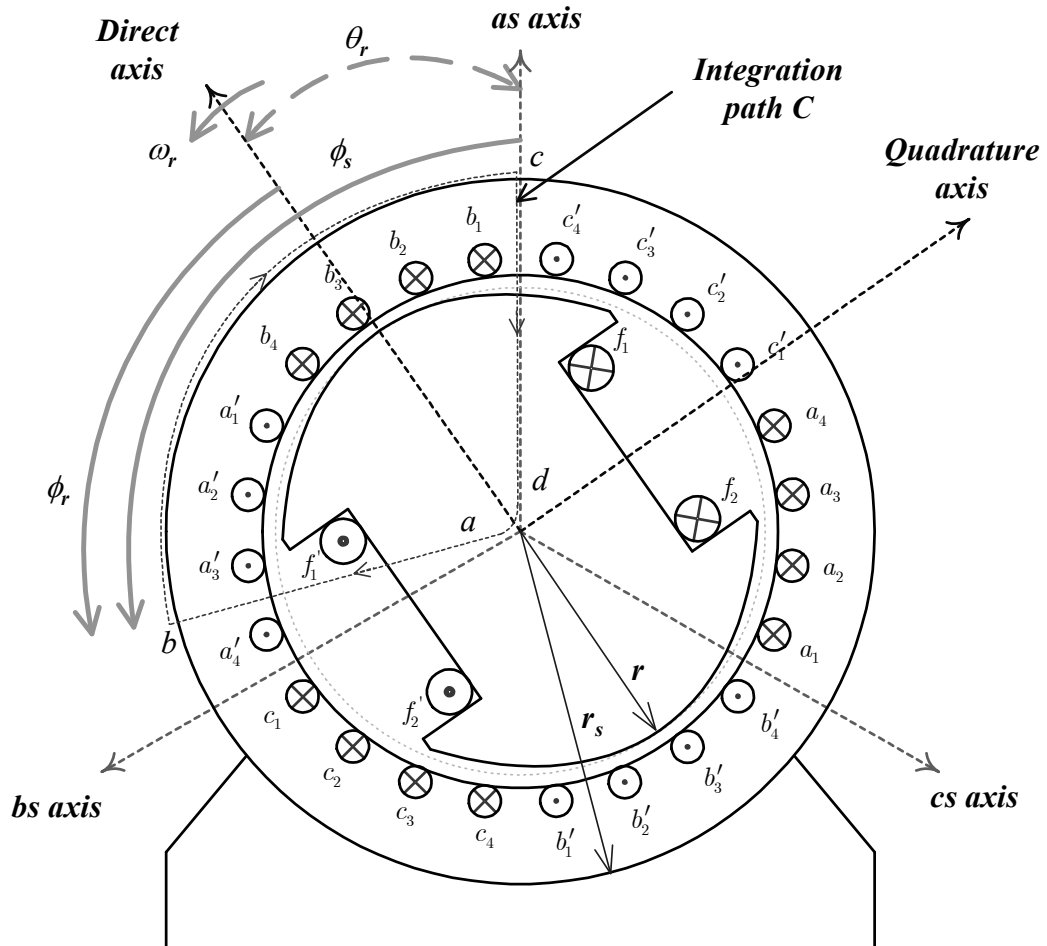 as axis
Direct
axis
θr
Integration
path C
ωr
ϕs
c
Quadrature
axis
b1
c′4
b2
c′3
b3
c′2
b4
c′1
f1
a′1
a4
a′2
a3
ϕr
a
d
f2
a′3
a2
f′1
b
a′4
a1
r
c1
b′4
f′2
rs
c2
b′3
c3
b′2
c4
b′1
bs axis
cs axis